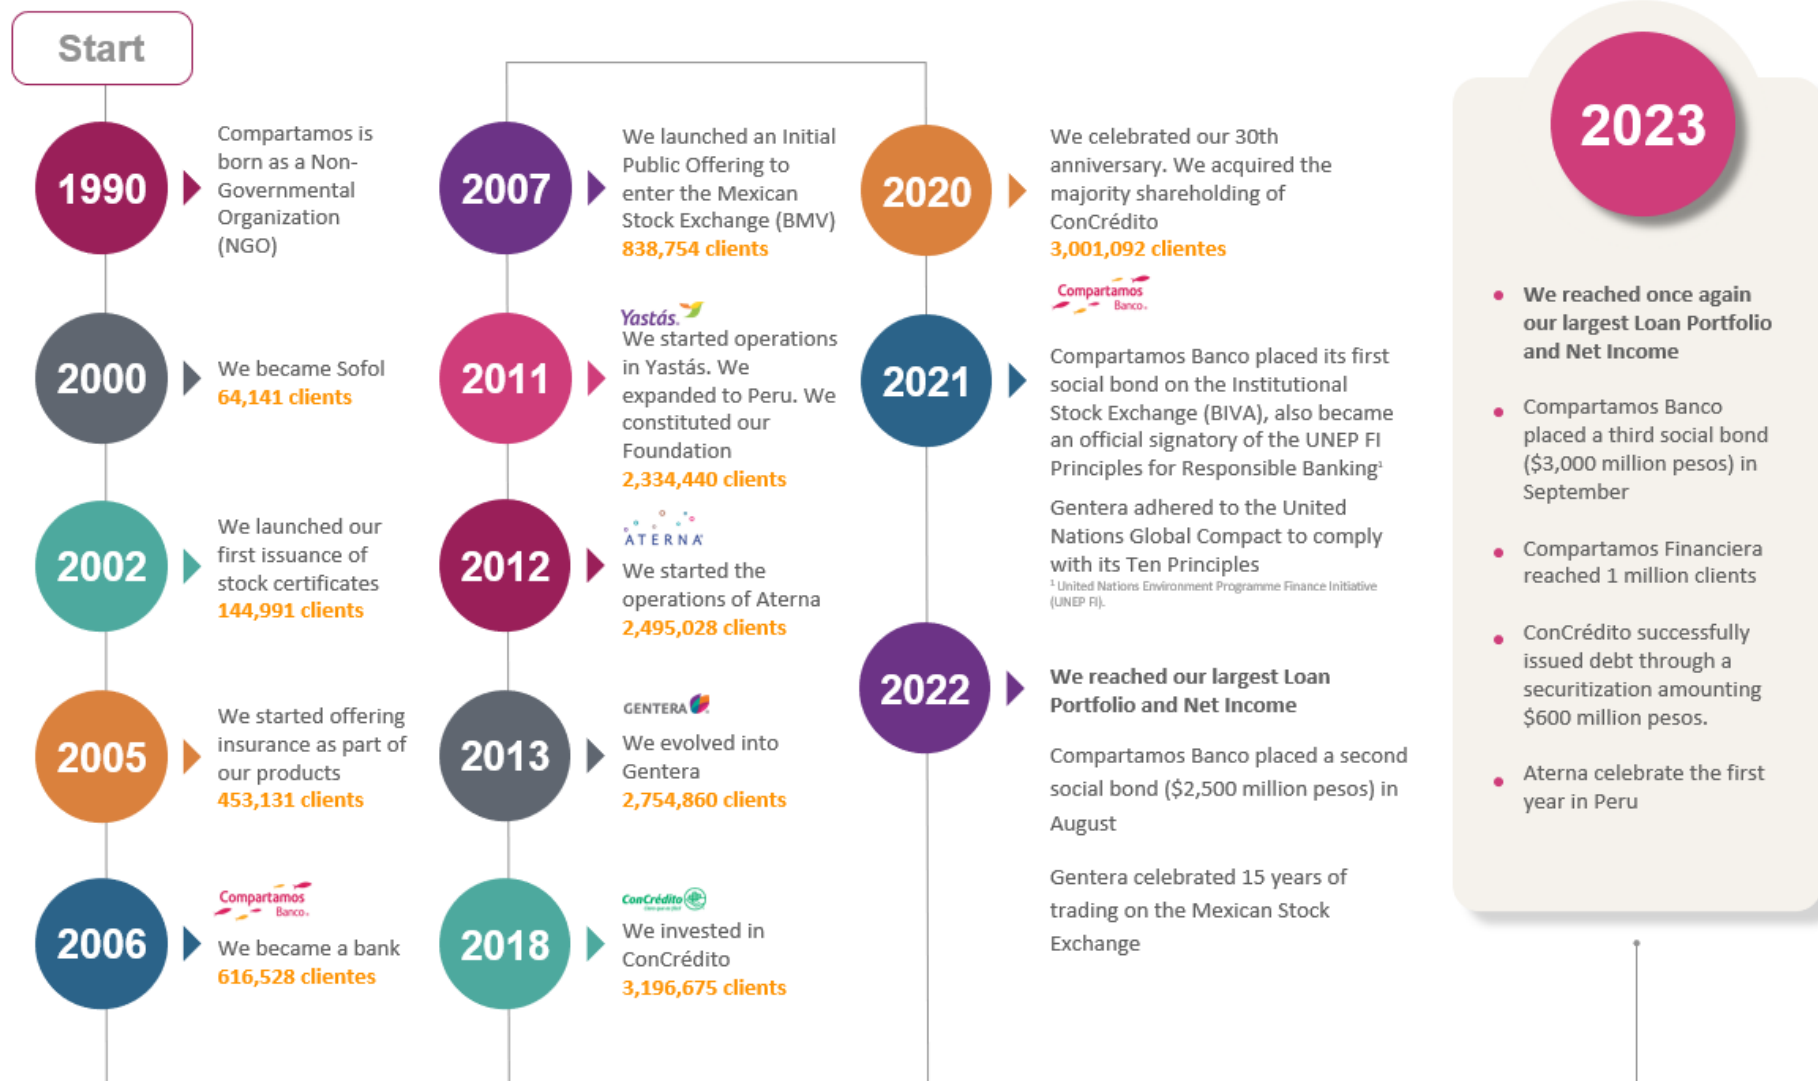 Start
1990
Compartamos is
born as a Non-
Governmental
Organization
(NGO)
2000
We became Sofol
64,141 clients
2002
We launched our
first issuance of
stock certificates
144,991 clients
2005
We started offering
insurance as part of
our products
453,131 clients
2006
Compartamos
Banco.
We became a bank
616,528 clientes
2007
We launched an Initial
Public Offering to
enter the Mexican
Stock Exchange (BMV)
838,754 clients
2011
Yastás.
We started operations
in Yastás. We
expanded to Peru. We
constituted our
Foundation
2,334,440 clients
2012
ATERNA
We started the
operations of Aterna
2,495,028 clients
2013
GENTERA
We evolved into
Gentera
2,754,860 clients
2018
ConCrédito
We invested in
ConCrédito
3,196,675 clients
2020
We celebrated our 30th
anniversary. We acquired the
majority shareholding of
ConCrédito
3,001,092 clientes
Compartamos
Banco.
2021
Compartamos Banco placed its first
social bond on the Institutional
Stock Exchange (BIVA), also became
an official signatory of the UNEP FI
Principles for Responsible Banking¹
Gentera adhered to the United
Nations Global Compact to comply
with its Ten Principles
¹ United Nations Environment Programme Finance Initiative
(UNEP FI).
2022
We reached our largest Loan
Portfolio and Net Income
Compartamos Banco placed a second
social bond ($2,500 million pesos) in
August
Gentera celebrated 15 years of
trading on the Mexican Stock
Exchange
2023
• We reached once again
our largest Loan Portfolio
and Net Income
• Compartamos Banco
placed a third social bond
($3,000 million pesos) in
September
• Compartamos Financiera
reached 1 million clients
• ConCrédito successfully
issued debt through a
securitization amounting
$600 million pesos.
• Aterna celebrate the first
year in Peru